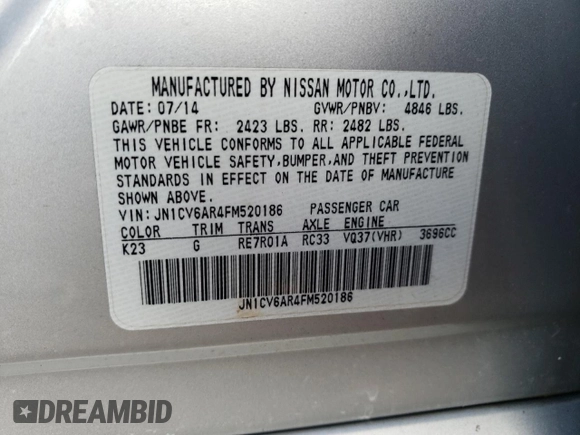 MANUFACTURED BY NISSAN MOTOR CO.,LTD.
DATE: 07/14 GVWR/PNBV: 4846 LBS.
GAWR/PNBE FR: 2423 LBS. RR: 2482 LBS.
THIS VEHICLE CONFORMS TO ALL APPLICABLE FEDERAL
MOTOR VEHICLE SAFETY,BUMPER,AND THEFT PREVENTION
STANDARDS IN EFFECT ON THE DATE OF MANUFACTURE
SHOWN ABOVE.
VIN: JN1CV6AR4FM520186 PASSENGER CAR
COLOR TRIM TRANS AXLE ENGINE
K23 G RE7R01A RC33 VQ37(VHR) 3696CC
JN1CV6AR4FM520186
DREAMBID